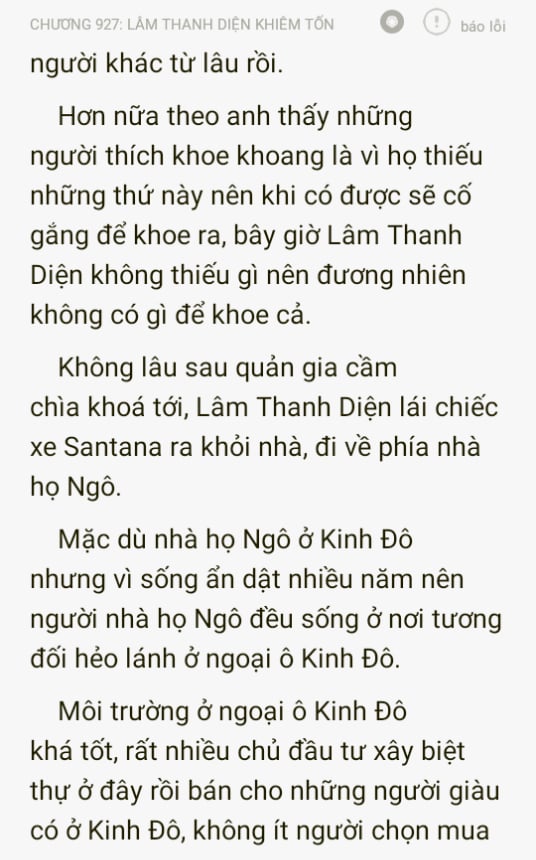 CHƯƠNG 927: LÂM THANH DIỆN KHIÊM TỐN
báo lỗi
người khác từ lâu rồi.
Hơn nữa theo anh thấy những
người thích khoe khoang là vì họ thiếu
những thứ này nên khi có được sẽ cố
gắng để khoe ra, bây giờ Lâm Thanh
Diện không thiếu gì nên đương nhiên
không có gì để khoe cả.
Không lâu sau quản gia cầm
chìa khoá tới, Lâm Thanh Diện lái chiếc
xe Santana ra khỏi nhà, đi về phía nhà
họ Ngô.
Mặc dù nhà họ Ngô ở Kinh Đô
nhưng vì sống ẩn dật nhiều năm nên
người nhà họ Ngô đều sống ở nơi tương
đối hẻo lánh ở ngoại ô Kinh Đô.
Môi trường ở ngoại ô Kinh Đô
khá tốt, rất nhiều chủ đầu tư xây biệt
thự ở đây rồi bán cho những người giàu
có ở Kinh Đô, không ít người chọn mua